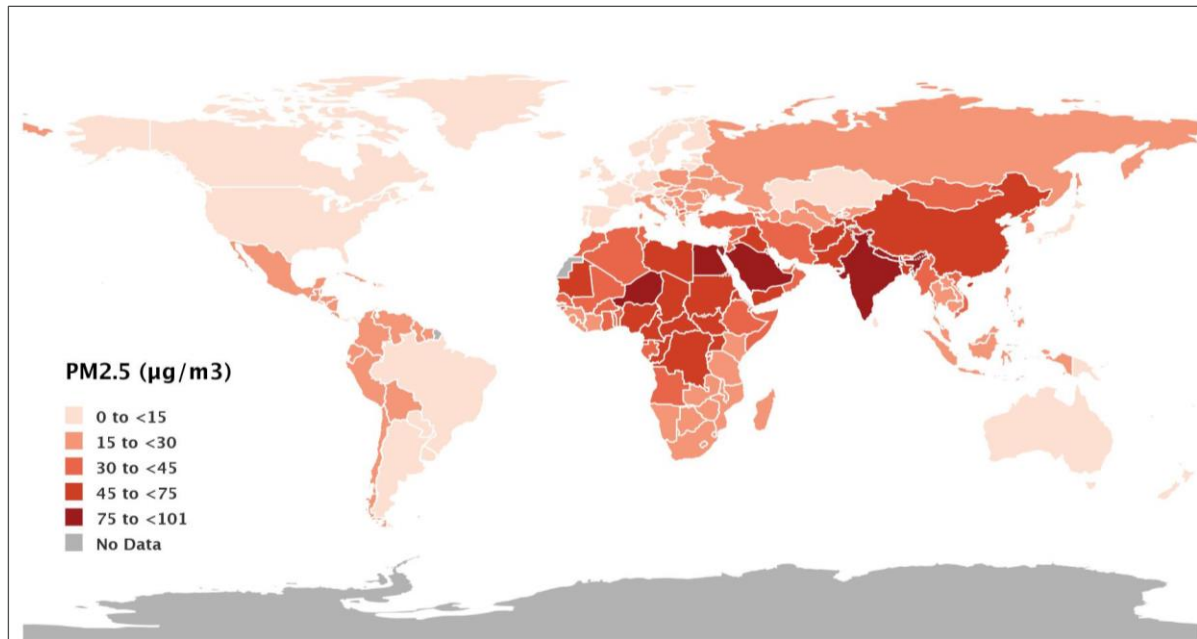 PM2.5 (µg/m3)
0 to <15
15 to <30
30 to <45
45 to <75
75 to <101
No Data